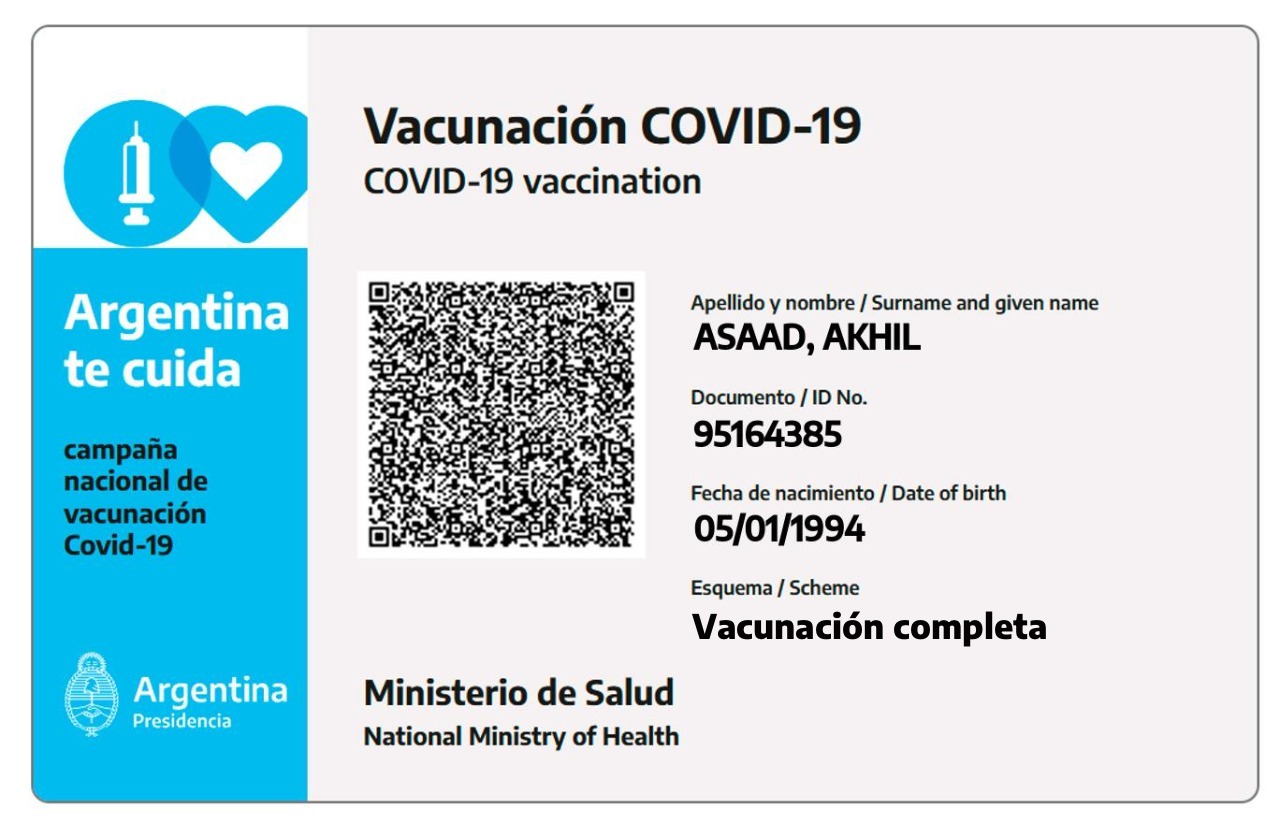 Vacunación COVID-19
COVID-19 vaccination
Argentina
te cuida
campaña
nacional de
vacunación
Covid-19
Argentina
Presidencia
Apellido y nombre / Surname and given name
ASAAD, AKHIL
Documento / ID No.
95164385
Fecha de nacimiento / Date of birth
05/01/1994
Esquema / Scheme
Vacunación completa
Ministerio de Salud
National Ministry of Health